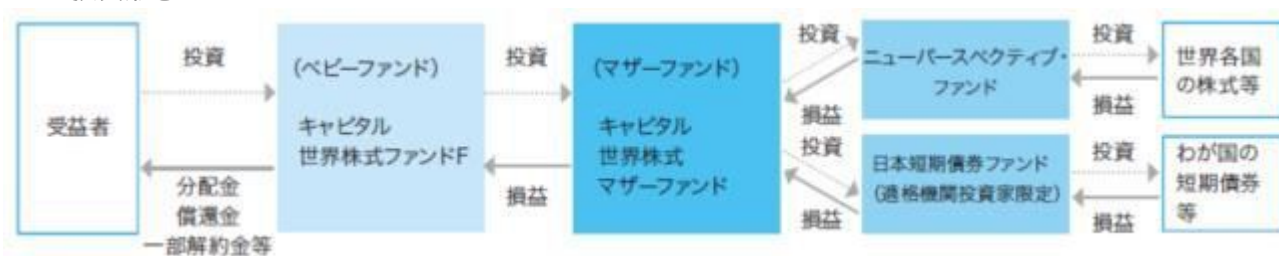 受益者
投資
分配金
償還金
一部解約金等
(ベビーファンド)
キャピタル
世界株式ファンドF
投資
損益
(マザーファンド)
キャピタル
世界株式
マザーファンド
投資
損益
投資
損益
ニューパースペクティブ・
ファンド
投資
損益
世界各国
の株式等
日本短期債券ファンド
(適格機関投資家限定)
投資
損益
わが国の
短期債券
等